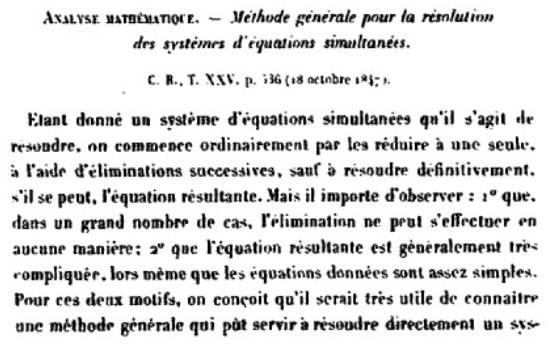 ANALYSE MATHÉMATIQUE. — Méthode générale pour la résolution
des systèmes d'équations simultanées.
C. R., T. XXV, p. 536 (18 octobre 1847).
Etant donné un système d'équations simultanées qu'il s'agit de
résoudre, on commence ordinairement par les réduire à une seule,
à l'aide d'éliminations successives, sauf à résoudre définitivement,
s'il se peut, l'équation résultante. Mais il importe d'observer : 1° que,
dans un grand nombre de cas, l'élimination ne peut s'effectuer en
aucune manière; 2° que l'équation résultante est généralement très-
compliquée, lors même que les équations données sont assez simples.
Pour ces deux motifs, on conçoit qu'il serait très utile de connaitre
une méthode générale qui pût servir à résoudre directement un sys-